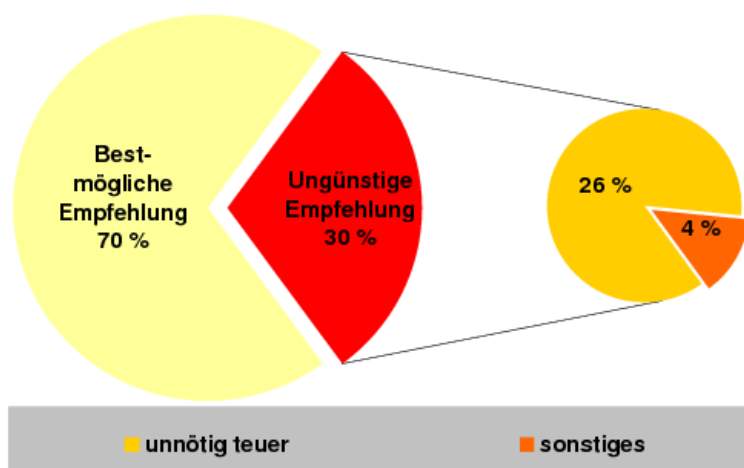 Best-
mögliche
Empfehlung
70 %
Ungünstige
Empfehlung
30 %
26 %
4 %
unnötig teuer
sonstiges